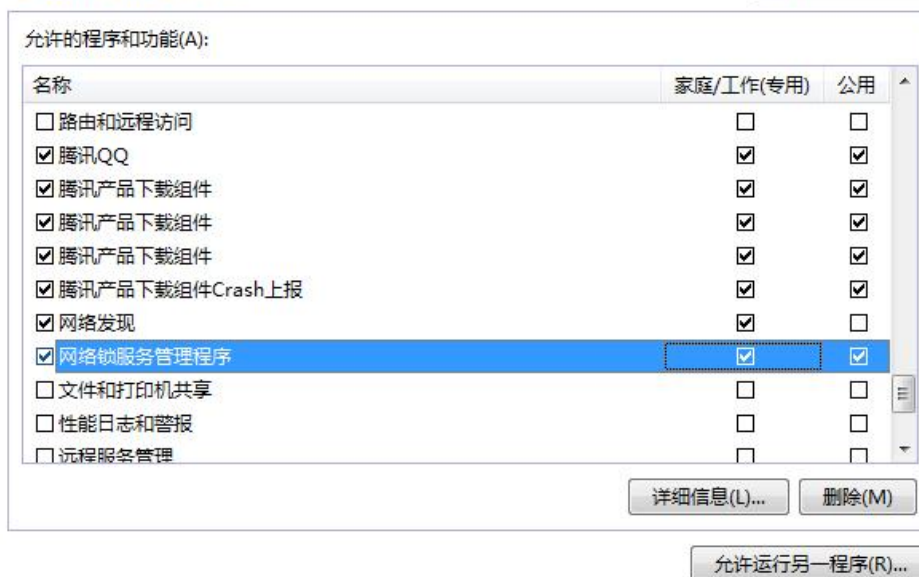 允许的程序和功能(A):
名称 家庭/工作(专用) 公用
路由和远程访问
腾讯QQ
腾讯产品下载组件
腾讯产品下载组件
腾讯产品下载组件
腾讯产品下载组件Crash上报
网络发现
网络锁服务管理程序
文件和打印机共享
性能日志和警报
远程服务管理
详细信息(L)... 删除(M)
允许运行另一程序(R)...